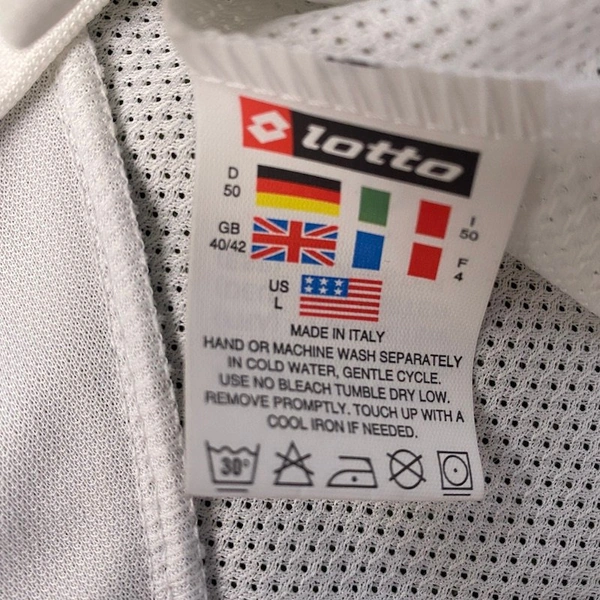 lotto
D
50
I
50
GB
40/42
F
4
US
L
MADE IN ITALY
HAND OR MACHINE WASH SEPARATELY
IN COLD WATER, GENTLE CYCLE.
USE NO BLEACH TUMBLE DRY LOW.
REMOVE PROMPTLY. TOUCH UP WITH A
COOL IRON IF NEEDED.
30°